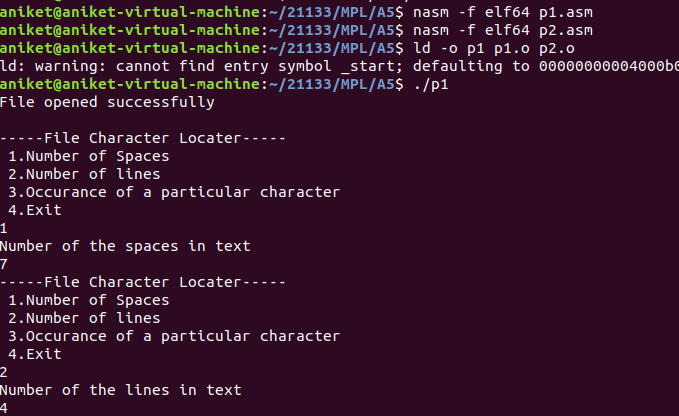 aniket@aniket-virtual-machine:~/21133/MPL/A5$ nasm -f elf64 p1.asm
aniket@aniket-virtual-machine:~/21133/MPL/A5$ nasm -f elf64 p2.asm
aniket@aniket-virtual-machine:~/21133/MPL/A5$ ld -o p1 p1.o p2.o
ld: warning: cannot find entry symbol _start; defaulting to 00000000004000b0
aniket@aniket-virtual-machine:~/21133/MPL/A5$ ./p1
File opened successfully
-----File Character Locater-----
1.Number of Spaces
2.Number of lines
3.Occurance of a particular character
4.Exit
1
Number of the spaces in text
7
-----File Character Locater-----
1.Number of Spaces
2.Number of lines
3.Occurance of a particular character
4.Exit
2
Number of the lines in text
4